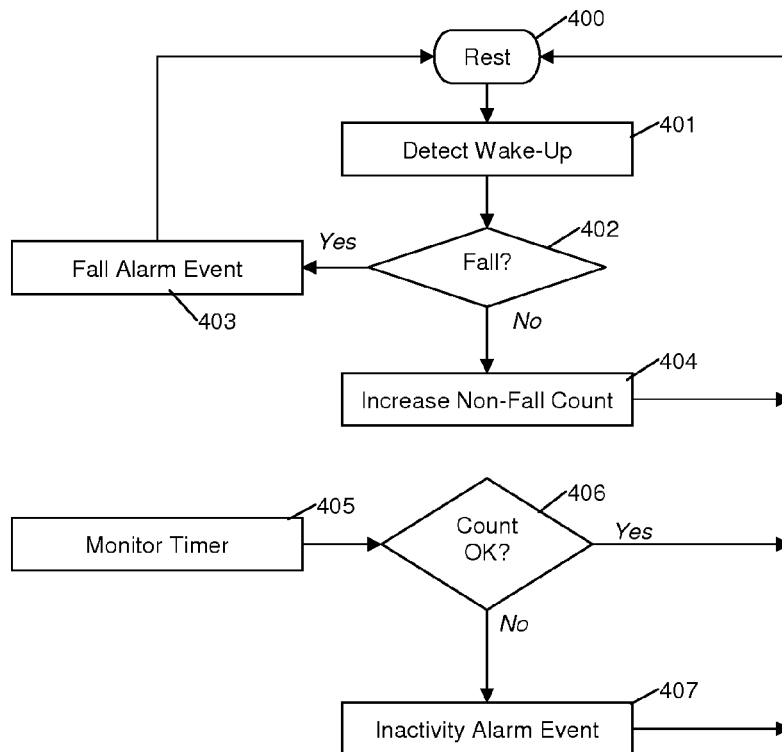 400
Rest
401
Detect Wake-Up
402
Yes
Fall?
Fall Alarm Event
403
No
404
Increase Non-Fall Count
405
406
Monitor Timer
Count
OK?
Yes
No
407
Inactivity Alarm Event